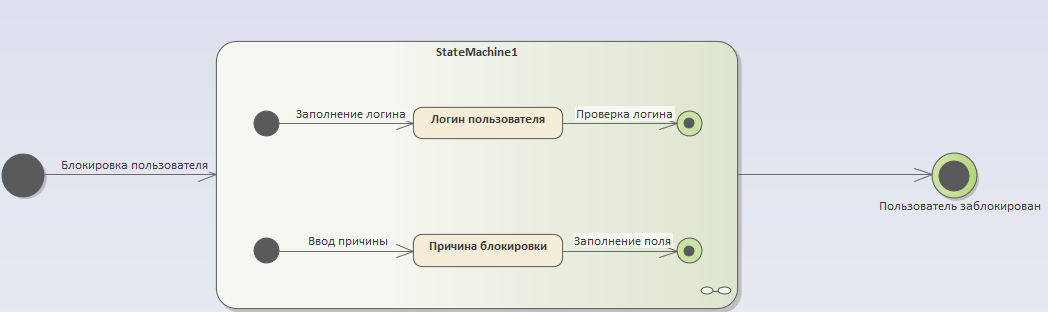 StateMachine1
Заполнение логина
Логин пользователя
Проверка логина
Блокировка пользователя
Пользователь заблокирован
Ввод причины
Причина блокировки
Заполнение поля